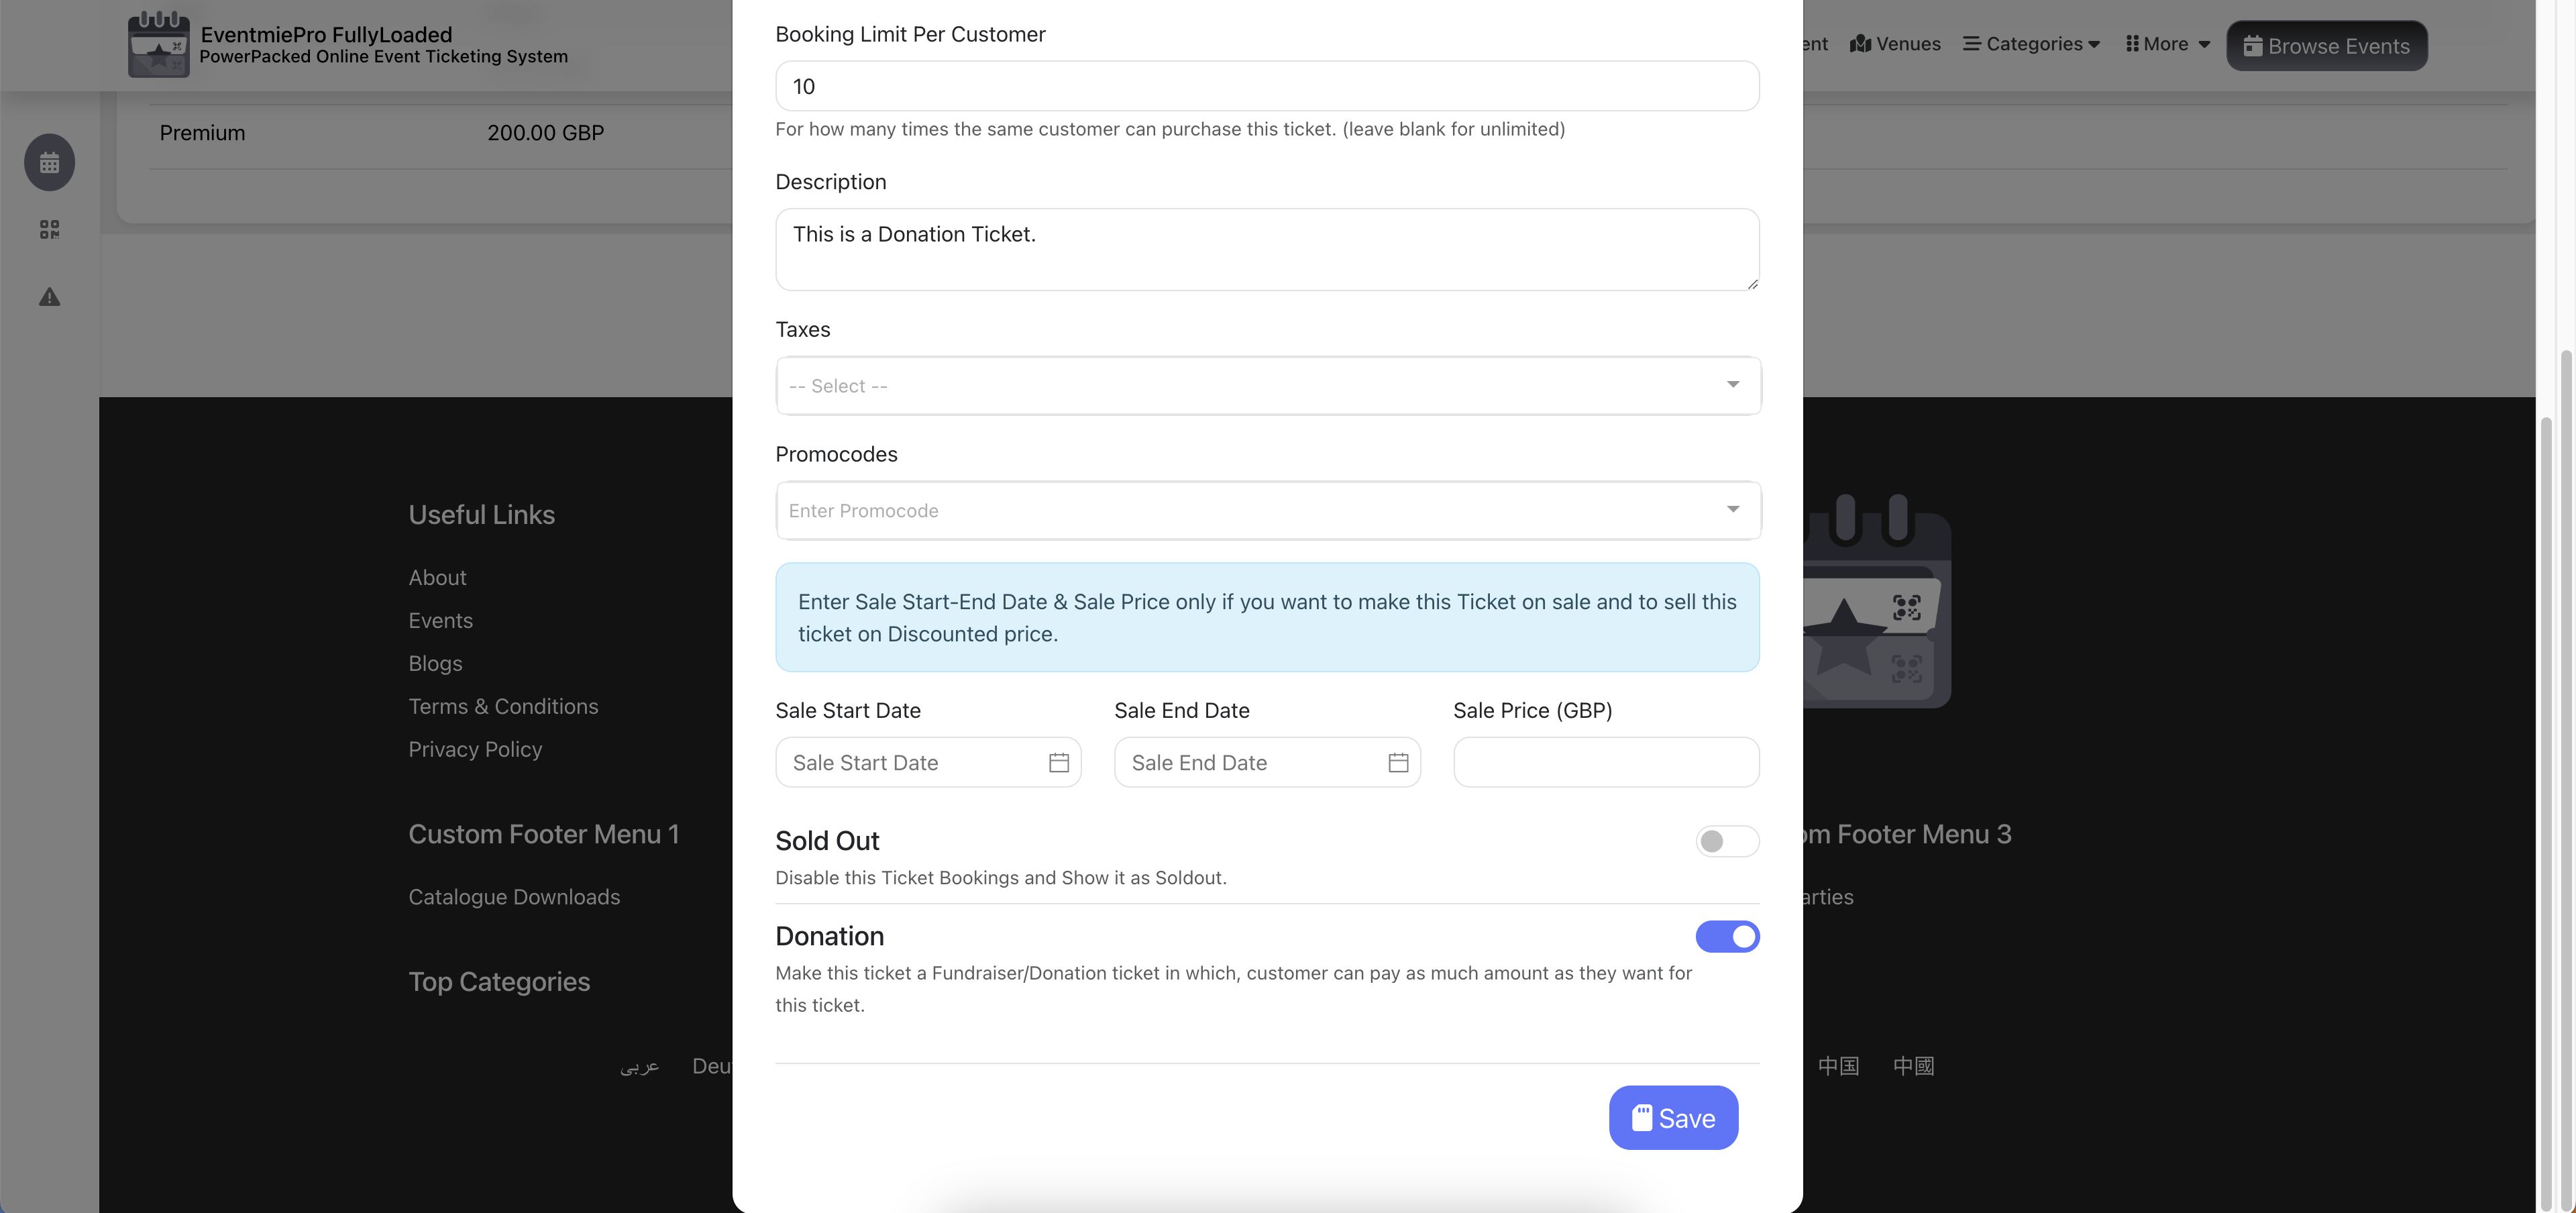 EventmiePro FullyLoaded
PowerPacked Online Event Ticketing System
Venues
Categories
More
Browse Events
Premium
200.00 GBP
Booking Limit Per Customer
10
For how many times the same customer can purchase this ticket. (leave blank for unlimited)
Description
This is a Donation Ticket.
Taxes
-- Select --
Promocodes
Enter Promocode
Enter Sale Start-End Date & Sale Price only if you want to make this Ticket on sale and to sell this
ticket on Discounted price.
Sale Start Date
Sale End Date
Sale Price (GBP)
Sale Start Date
Sale End Date
Sold Out
Disable this Ticket Bookings and Show it as Soldout.
Donation
Make this ticket a Fundraiser/Donation ticket in which, customer can pay as much amount as they want for
this ticket.
Save
Useful Links
About
Events
Blogs
Terms & Conditions
Privacy Policy
Custom Footer Menu 1
Catalogue Downloads
Top Categories
Footer Menu 3
عربى
中国
中國